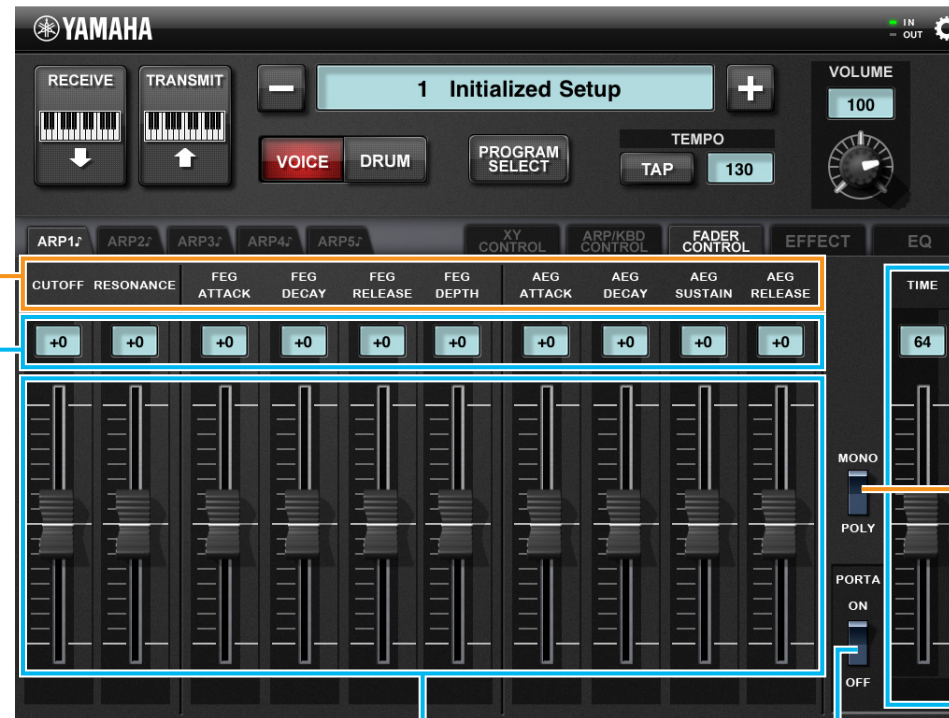 YAMAHA
IN
OUT
RECEIVE
TRANSMIT
1 Initialized Setup
VOLUME
100
VOICE
DRUM
PROGRAM
SELECT
TEMPO
TAP
130
ARP1♪
ARP2♪
ARP3♪
ARP4♪
ARP5♪
XY
CONTROL
ARP/KBD
CONTROL
FADER
CONTROL
EFFECT
EQ
CUTOFF
RESONANCE
FEG
ATTACK
FEG
DECAY
FEG
RELEASE
FEG
DEPTH
AEG
ATTACK
AEG
DECAY
AEG
SUSTAIN
AEG
RELEASE
TIME
+0
+0
+0
+0
+0
+0
+0
+0
+0
+0
64
MONO
POLY
PORTA
ON
OFF